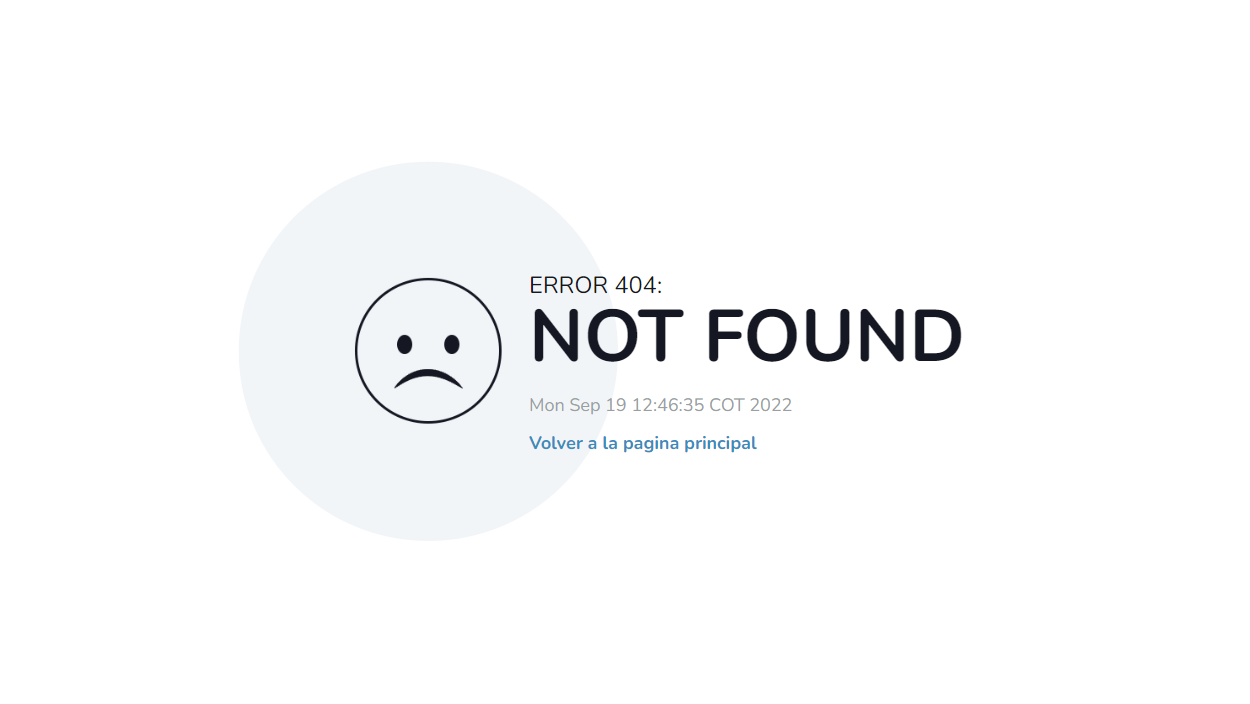 ERROR 404:
NOT FOUND
Mon Sep 19 12:46:35 COT 2022
Volver a la pagina principal